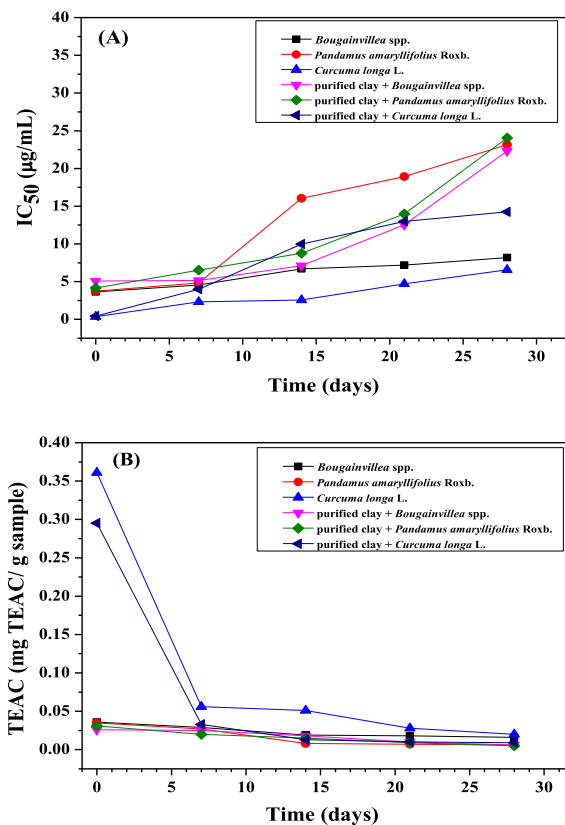 (A)
Bougainvillea spp.
Pandamus amaryllifolius Roxb.
Curcuma longa L.
purified clay + Bougainvillea spp.
purified clay + Pandamus amaryllifolius Roxb.
purified clay + Curcuma longa L.
40
35
30
25
20
15
10
5
0
IC50 (µg/mL)
0 5 10 15 20 25 30
Time (days)
(B)
Bougainvillea spp.
Pandamus amaryllifolius Roxb.
Curcuma longa L.
purified clay + Bougainvillea spp.
purified clay + Pandamus amaryllifolius Roxb.
purified clay + Curcuma longa L.
0.40
0.35
0.30
0.25
0.20
0.15
0.10
0.05
0.00
TEAC (mg TEAC/ g sample)
0 5 10 15 20 25 30
Time (days)